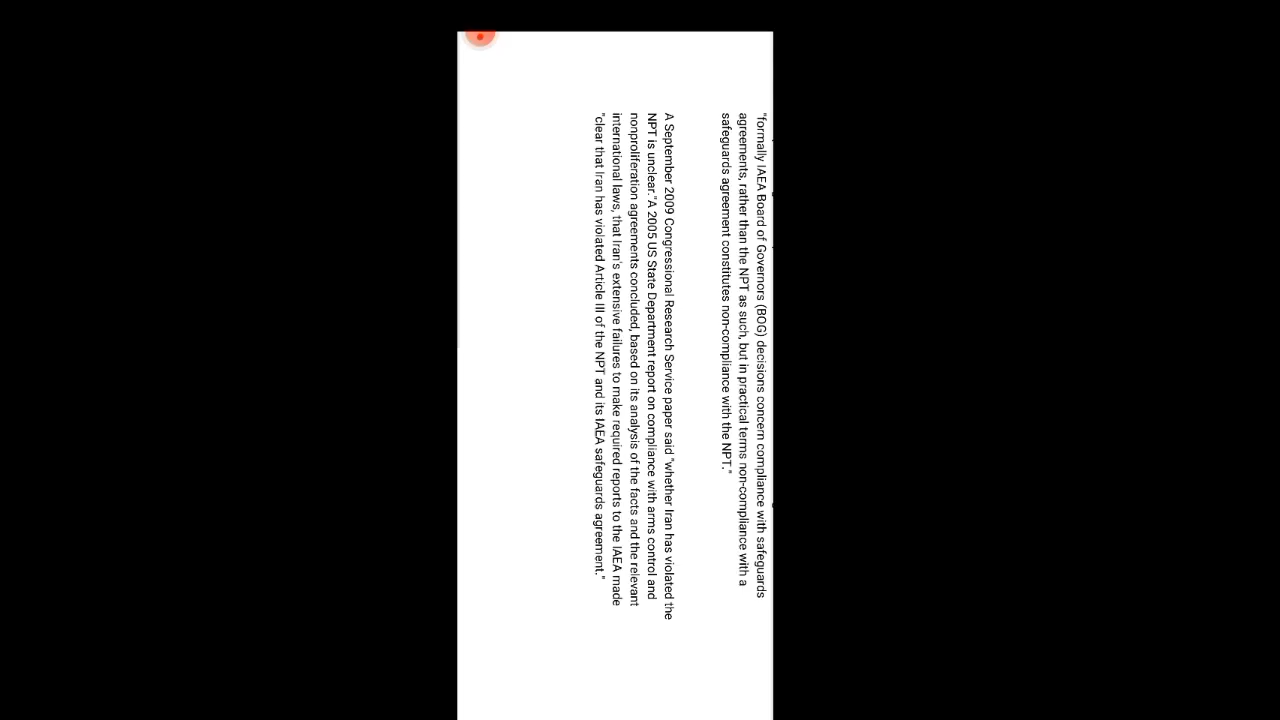 "formally IAEA Board of Governors (BOG) decisions concern compliance with safeguards
agreements, rather than the NPT as such, but in practical terms non-compliance with a
safeguards agreement constitutes non-compliance with the NPT."
A September 2009 Congressional Research Service paper said "whether Iran has violated the
NPT is unclear."A 2005 US State Department report on compliance with arms control and
nonproliferation agreements concluded, based on its analysis of the facts and the relevant
international laws, that Iran's extensive failures to make required reports to the IAEA made
"clear that Iran has violated Article III of the NPT and its IAEA safeguards agreement."